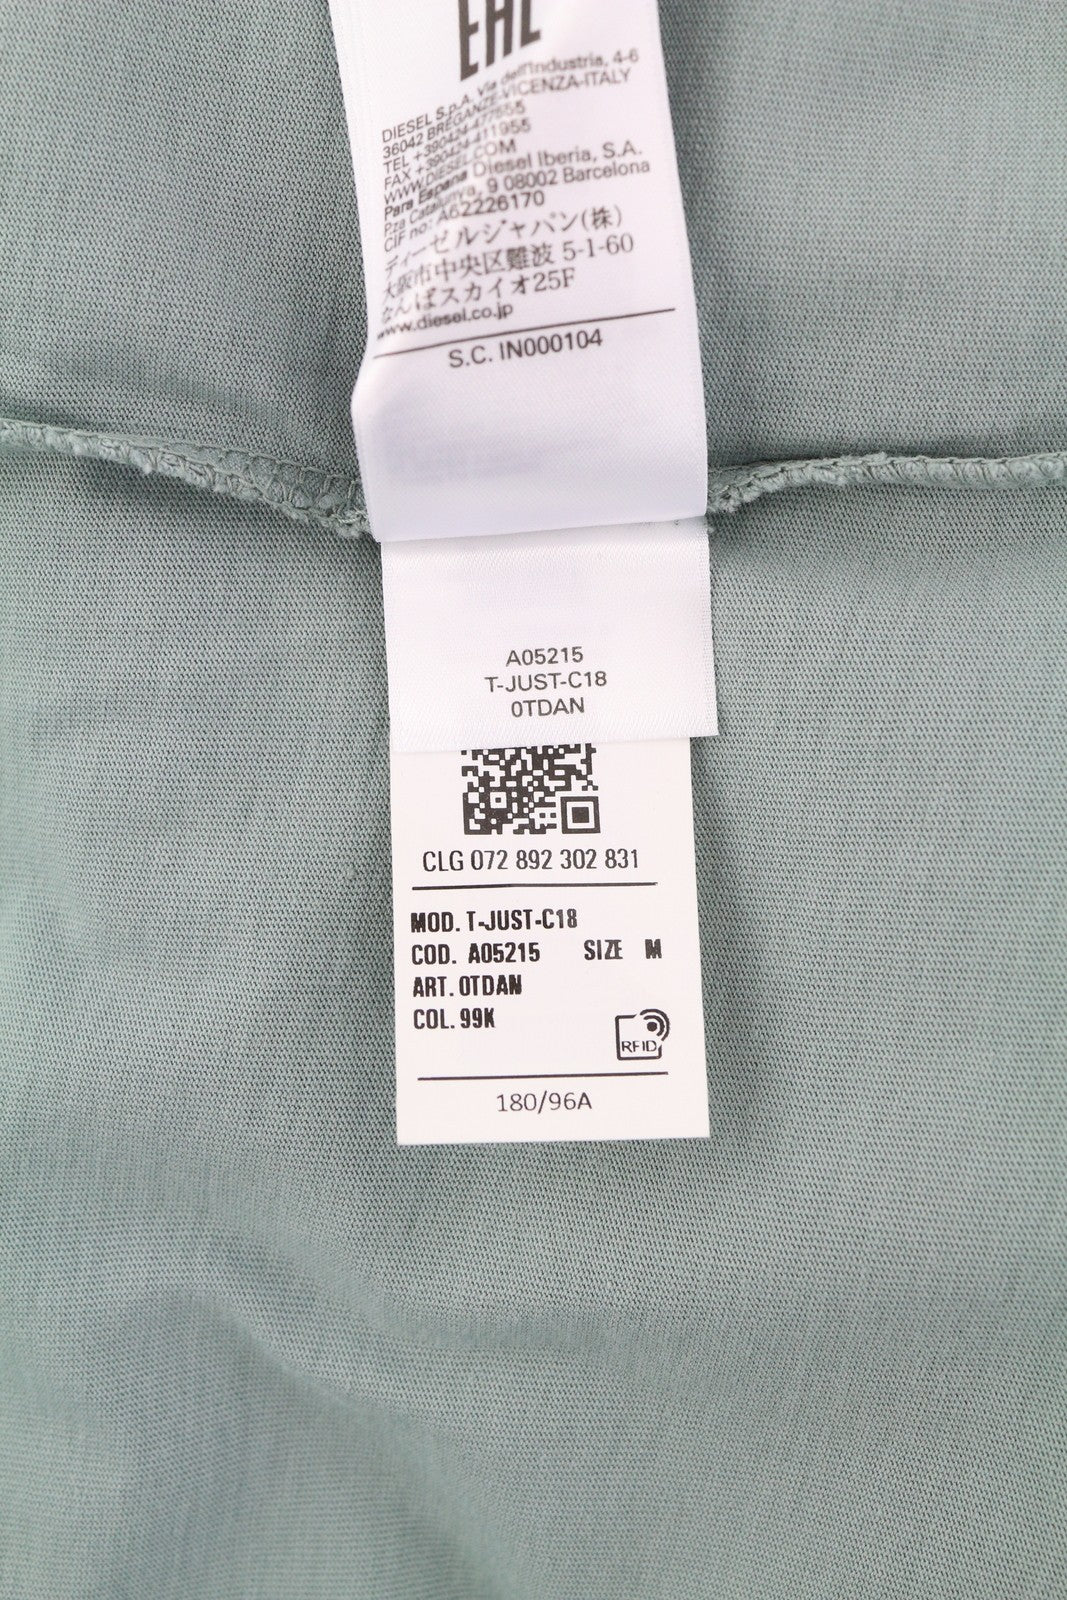 EAC
DIESEL S.p.A. Via dell'Industria, 4-6
36042 BREGANZE-VICENZA-ITALY
TEL +390424-477555
FAX +390424-411955
WWW.DIESEL.COM
Para Espana Diesel Iberia, S.A.
Pza Catalunya, 9 08002 Barcelona
CIF no: A62226170
ディーゼルジャパン(株)
大阪市中央区難波 5-1-60
なんばスカイオ25F
www.diesel.co.jp
S.C. IN000104
A05215
T-JUST-C18
0TDAN
CLG 072 892 302 831
MOD. T-JUST-C18
COD. A05215 SIZE M
ART. 0TDAN
COL. 99K
RFID
180/96A